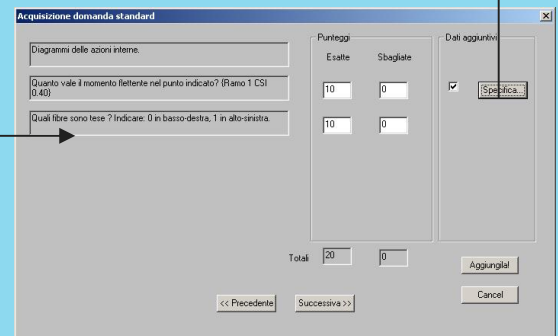 Acquisizione domanda standard
Diagrammi delle azioni interne.
Punteggi
Dati aggiuntivi
Esatte Sbagliate
Quanto vale il momento flettente nel punto indicato? {Ramo 1 CSI
0.40}
10 0
Specifica...
Quali fibre sono tese ? Indicare: 0 in basso-destra, 1 in alto-sinistra.
10 0
Totali 20 0
Aggiungila!
<< Precedente Successiva >> Cancel